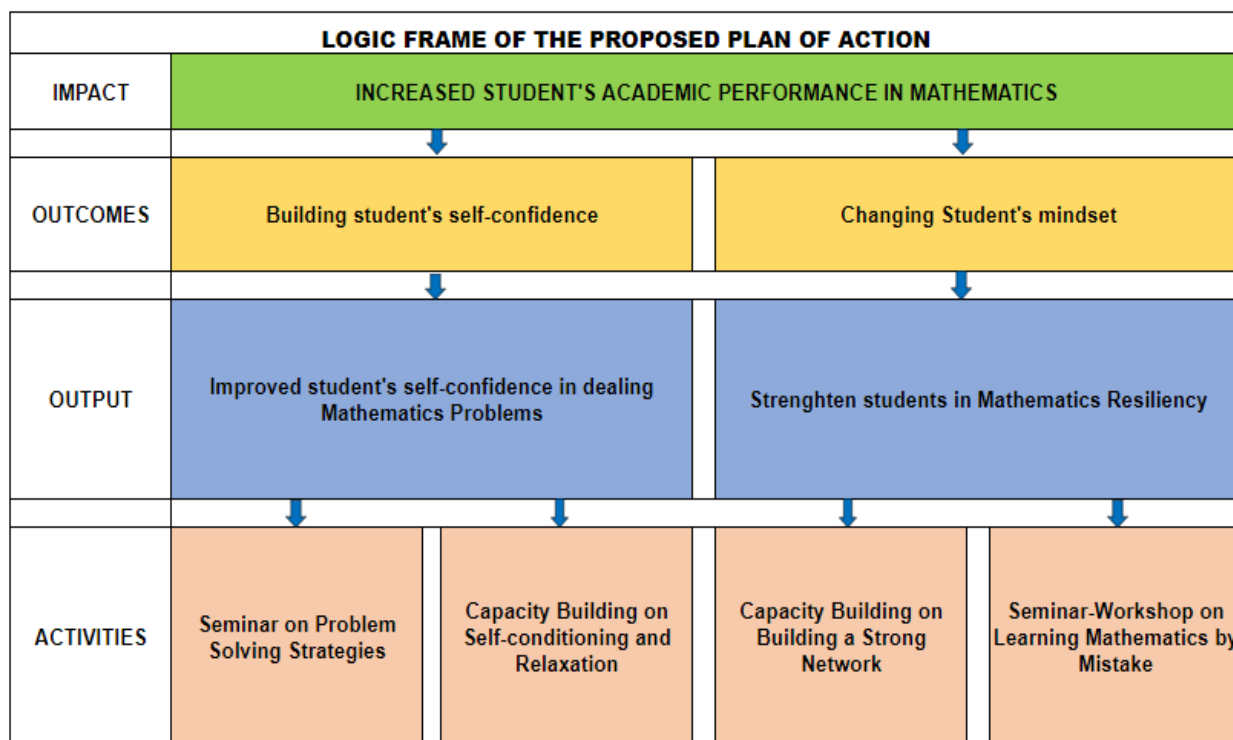 LOGIC FRAME OF THE PROPOSED PLAN OF ACTION
IMPACT
INCREASED STUDENT'S ACADEMIC PERFORMANCE IN MATHEMATICS
OUTCOMES
Building student's self-confidence
Changing Student's mindset
OUTPUT
Improved student's self-confidence in dealing
Mathematics Problems
Strenghten students in Mathematics Resiliency
ACTIVITIES
Seminar on Problem
Solving Strategies
Capacity Building on
Self-conditioning and
Relaxation
Capacity Building on
Building a Strong
Network
Seminar-Workshop on
Learning Mathematics by
Mistake